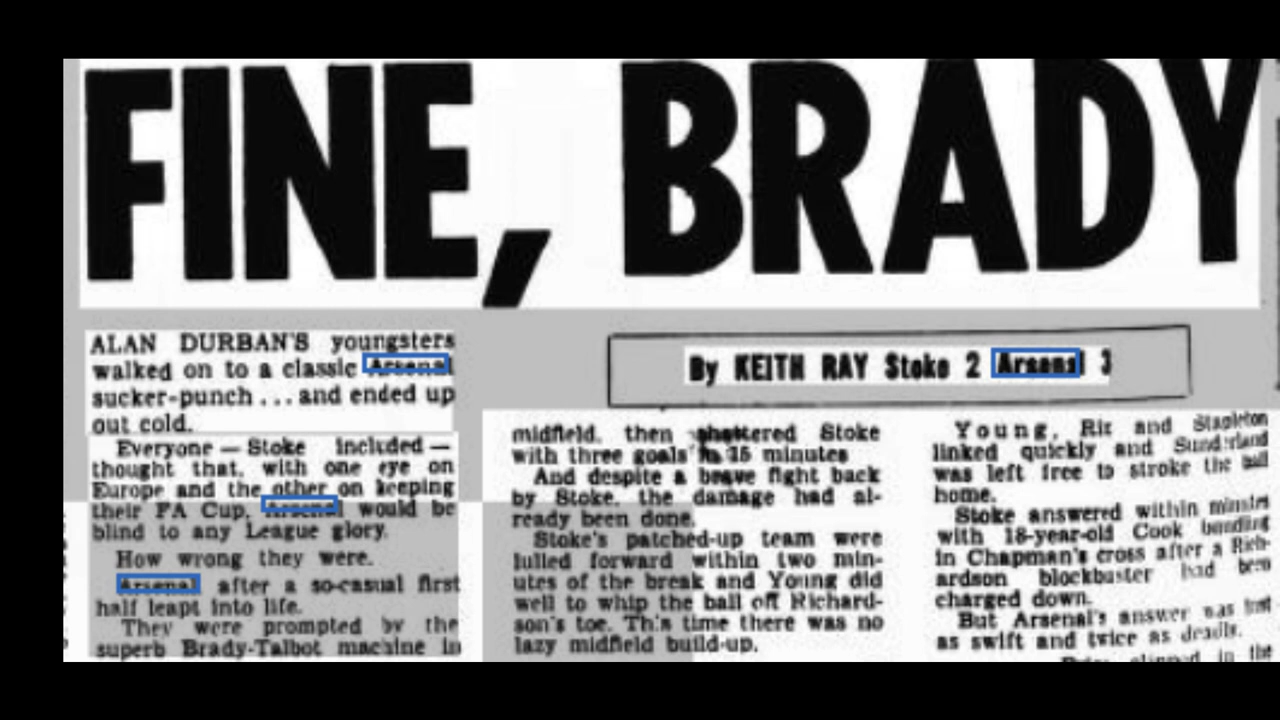 FINE, BRADY
ALAN DURBAN'S youngsters
walked on to a classic Arsenal
sucker-punch ... and ended up
out cold.
Everyone — Stoke included —
thought that, with one eye on
Europe and the other on keeping
their FA Cup, Arsenal would be
blind to any League glory.
How wrong they were.
Arsenal after a so-casual first
half leapt into life.
They were prompted by the
superb Brady-Talbot machine in
By KEITH RAY Stoke 2 Arsenal 3
midfield, then shattered Stoke
with three goals in 15 minutes
And despite a brave fight back
by Stoke, the damage had al-
ready been done.
Stoke's patched-up team were
lulled forward within two min-
utes of the break and Young did
well to whip the ball off Richard-
son's toe. This time there was no
lazy midfield build-up.
Young, Rix and Stapleton
linked quickly and Sunderland
was left free to stroke the ball
home.
Stoke answered within minutes
with 18-year-old Cook bundling
in Chapman's cross after a Rich-
ardson blockbuster had been
charged down.
But Arsenal's answer was just
as swift and twice as deadly.
slipped in the